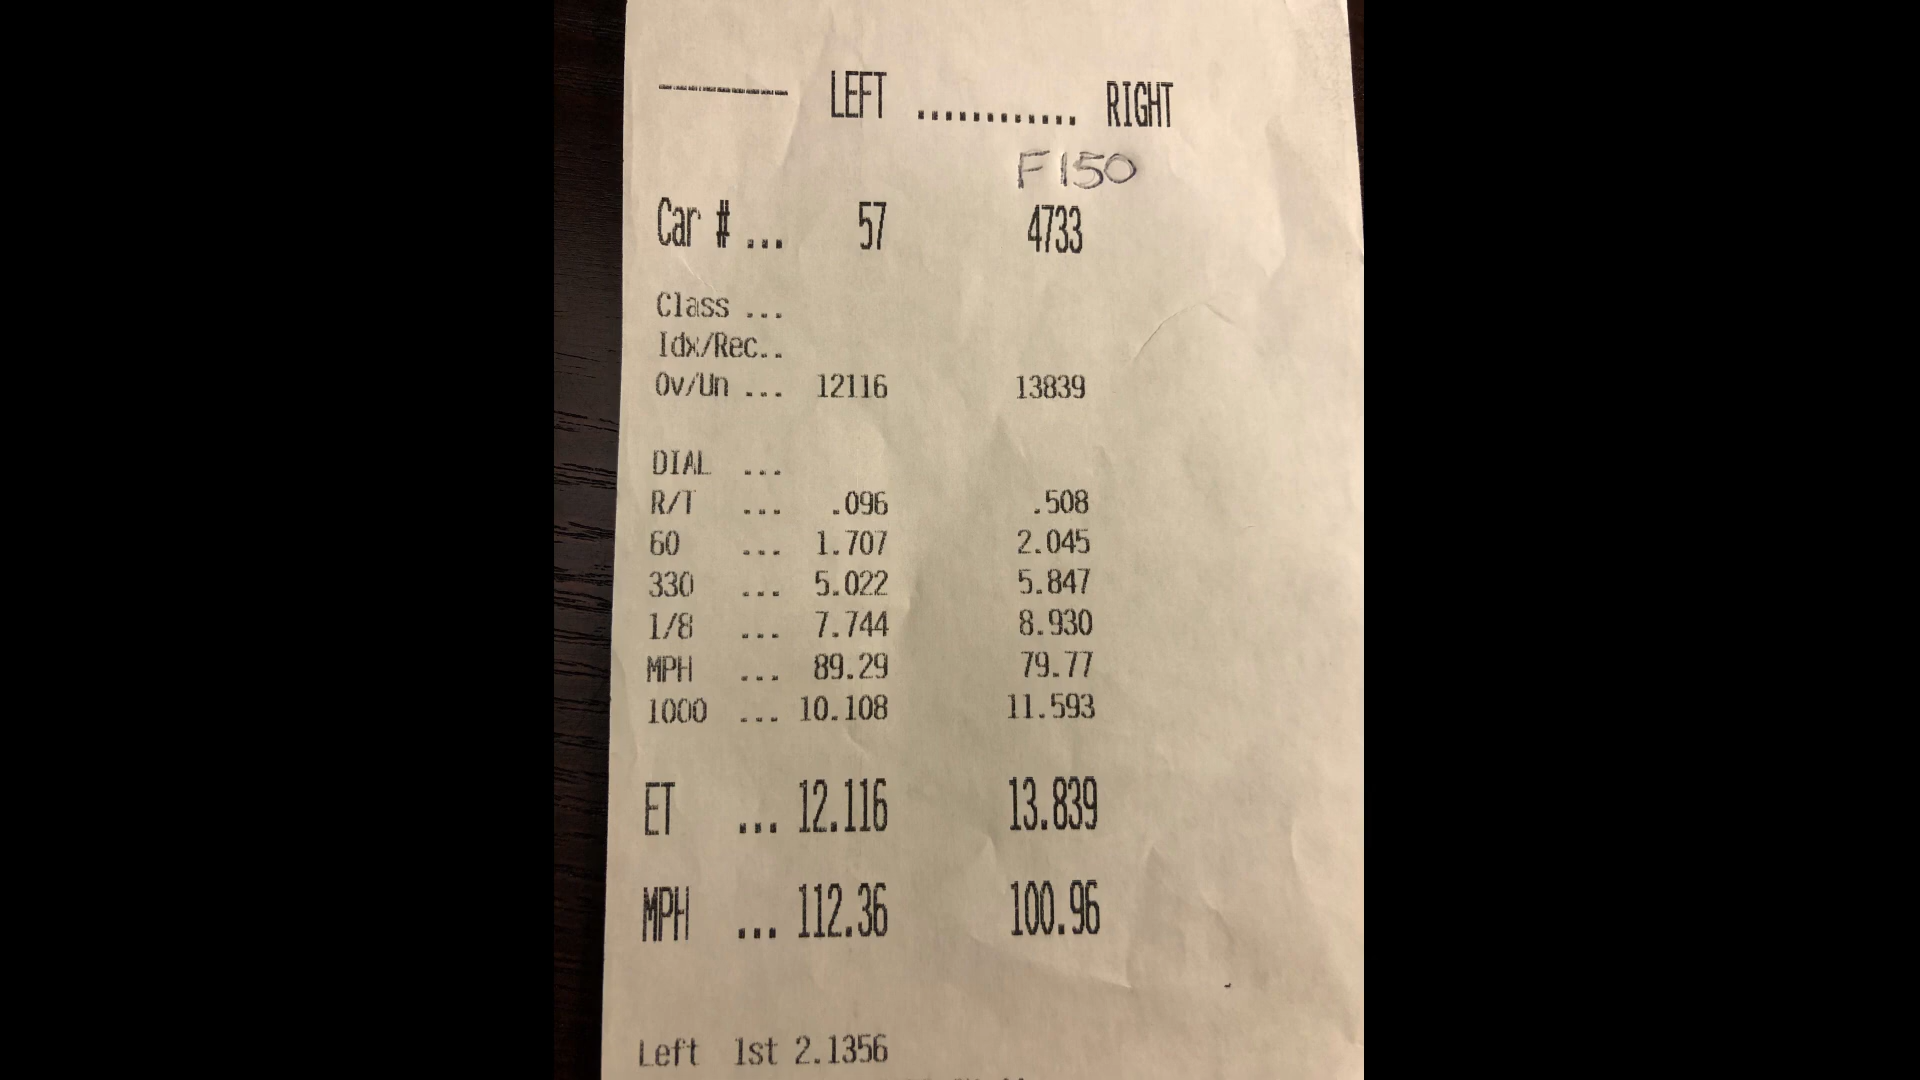 --------- LEFT ............ RIGHT
F150
Car # ... 57 4733
Class ...
Idx/Rec..
Ov/Un ... 12116 13839
DIAL ...
R/T ... .096 .508
60 ... 1.707 2.045
330 ... 5.022 5.847
1/8 ... 7.744 8.930
MPH ... 89.29 79.77
1000 ... 10.108 11.593
ET ... 12.116 13.839
MPH ... 112.36 100.96
Left 1st 2.1356